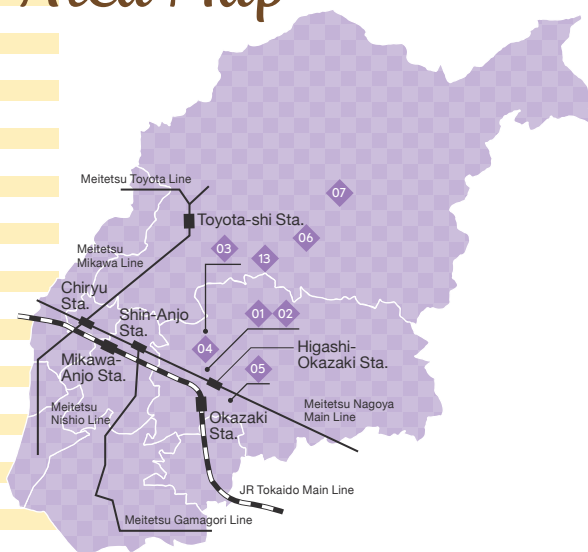 Area Map
Meitetsu Toyota Line
07
Toyota-shi Sta.
06
03
13
Meitetsu
Mikawa Line
Chiryu
Sta.
Shin-Anjo
Sta.
01
02
04
Higashi-
Okazaki Sta.
Mikawa-
Anjo Sta.
05
Meitetsu
Nishio Line
Okazaki
Sta.
Meitetsu Nagoya
Main Line
JR Tokaido Main Line
Meitetsu Gamagori Line